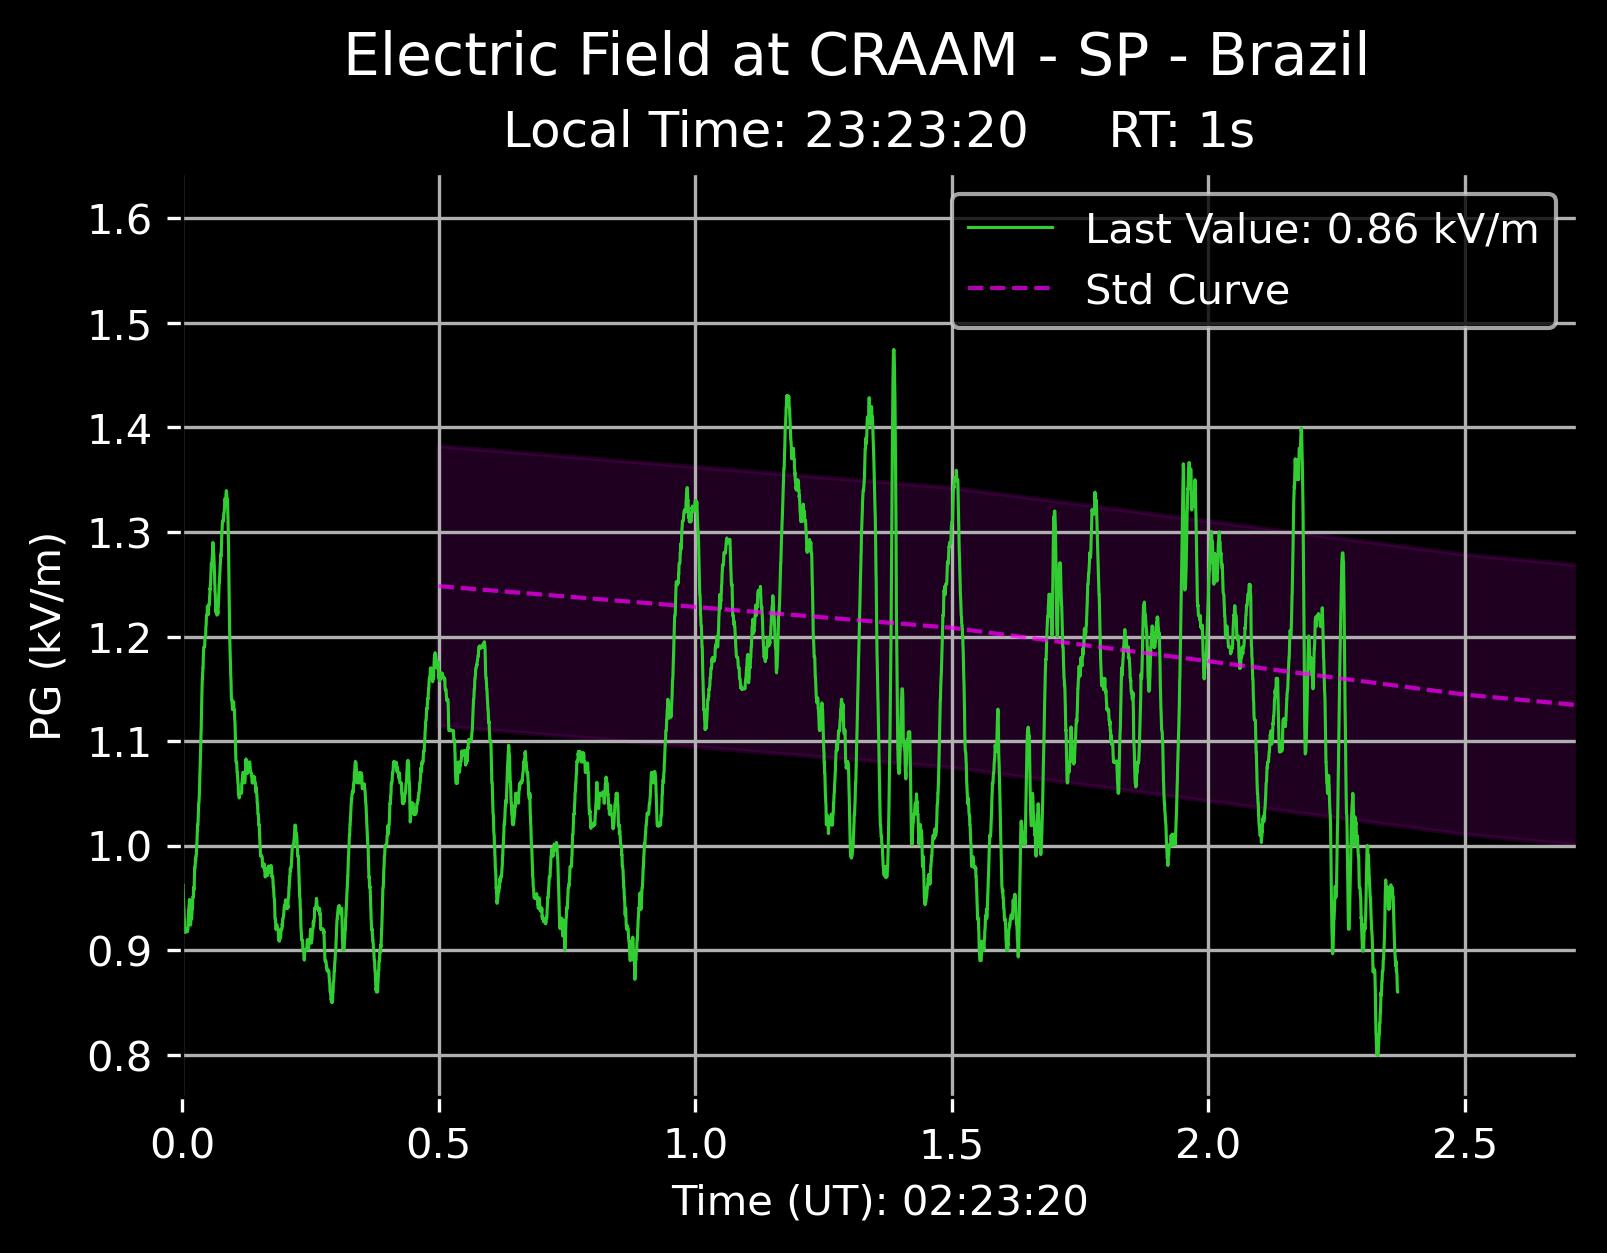 Electric Field at CRAAM - SP - Brazil
Local Time: 23:23:20 RT: 1s
Last Value: 0.86 kV/m
Std Curve
1.6
1.5
1.4
1.3
1.2
1.1
1.0
0.9
0.8
PG (kV/m)
0.0 0.5 1.0 1.5 2.0 2.5
Time (UT): 02:23:20